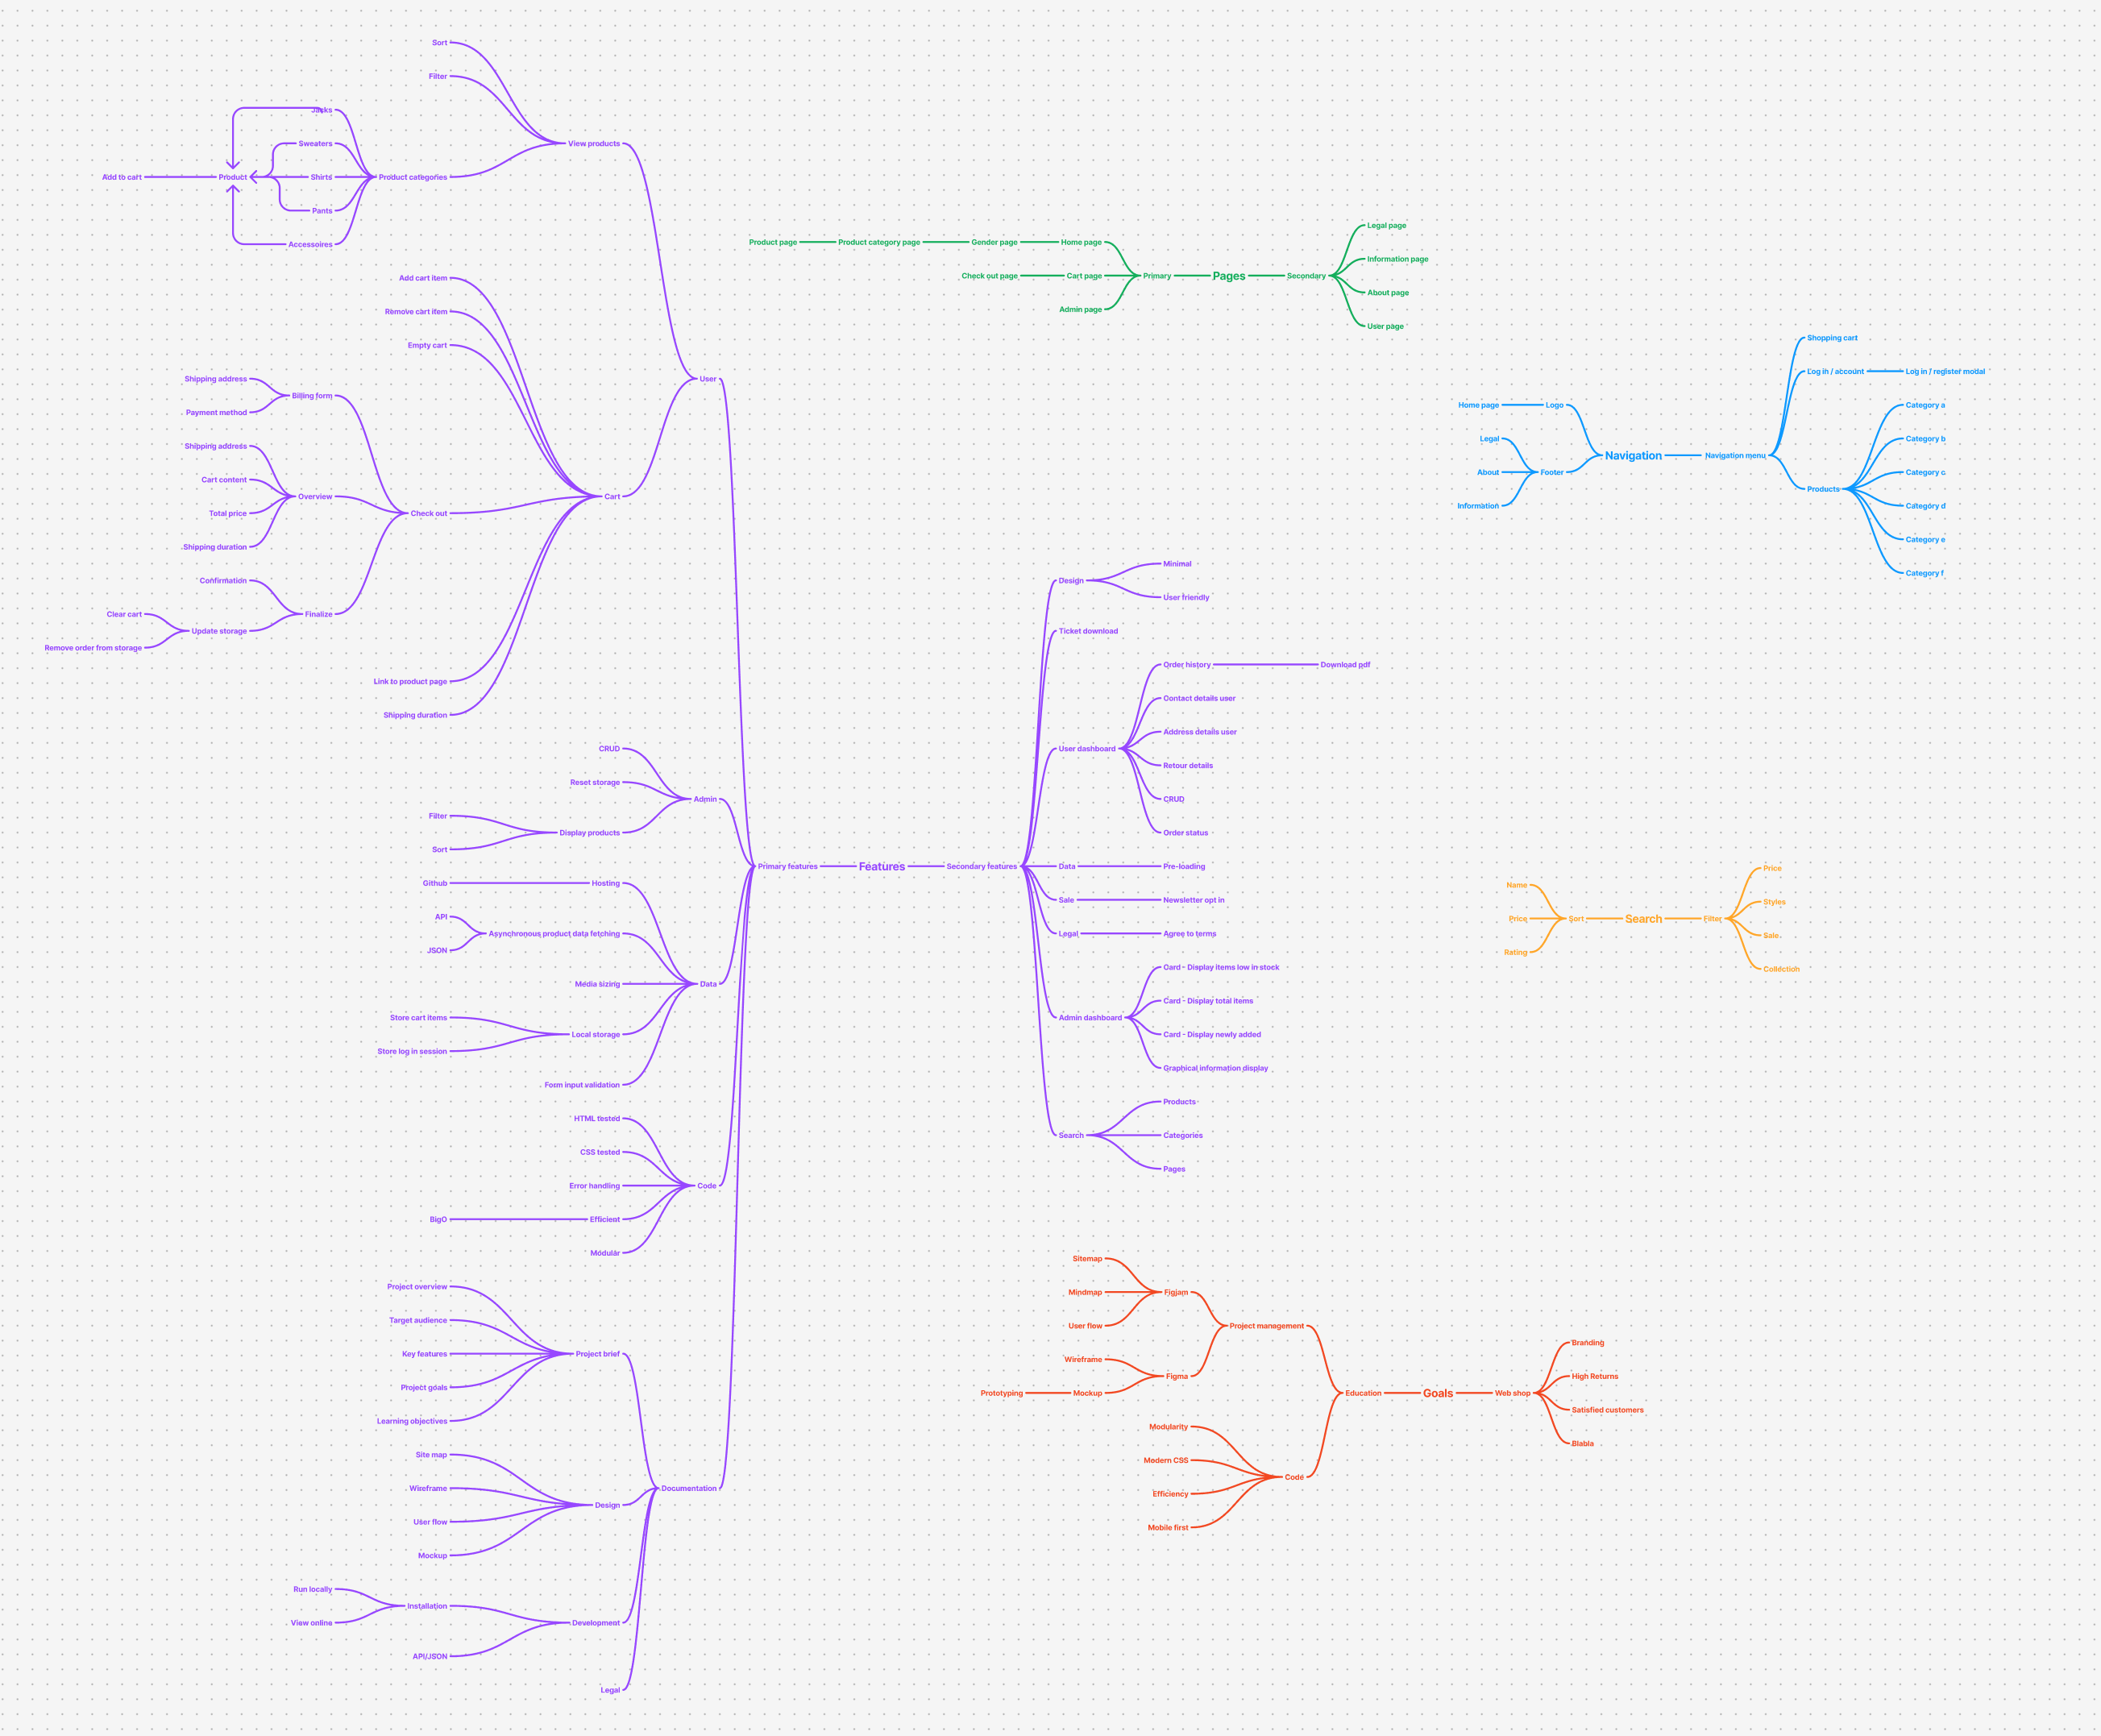 Sort
Filter
Jacks
Sweaters
Shirts
Pants
Accessoires
Product
Add to cart
Product categories
View products
Add cart item
Remove cart item
Empty cart
Shipping address
Payment method
Billing form
Shipping address
Cart content
Total price
Shipping duration
Overview
Check out
Confirmation
Clear cart
Remove order from storage
Update storage
Finalize
Link to product page
Shipping duration
Cart
User
CRUD
Reset storage
Filter
Sort
Display products
Admin
Github
Hosting
API
JSON
Asynchronous product data fetching
Media sizing
Store cart items
Store log in session
Local storage
Form input validation
Data
HTML tested
CSS tested
Error handling
BigO
Efficient
Modular
Code
Project overview
Target audience
Key features
Project goals
Learning objectives
Project brief
Site map
Wireframe
User flow
Mockup
Design
Run locally
View online
Installation
API/JSON
Development
Legal
Documentation
Primary features
Features
Secondary features
Design
Minimal
User friendly
Ticket download
User dashboard
Order history
Download pdf
Contact details user
Address details user
Retour details
CRUD
Order status
Data
Pre-loading
Sale
Newsletter opt in
Legal
Agree to terms
Admin dashboard
Card - Display items low in stock
Card - Display total items
Card - Display newly added
Graphical information display
Search
Products
Categories
Pages
Product page
Product category page
Gender page
Home page
Check out page
Cart page
Admin page
Primary
Pages
Secondary
Legal page
Information page
About page
User page
Home page
Logo
Legal
About
Information
Footer
Navigation
Navigation menu
Shopping cart
Log in / account
Log in / register modal
Products
Category a
Category b
Category c
Category d
Category e
Category f
Name
Price
Rating
Sort
Search
Filter
Price
Styles
Sale
Collection
Sitemap
Mindmap
User flow
Figjam
Wireframe
Prototyping
Mockup
Figma
Project management
Modularity
Modern CSS
Efficiency
Mobile first
Code
Education
Goals
Web shop
Branding
High Returns
Satisfied customers
Blabla